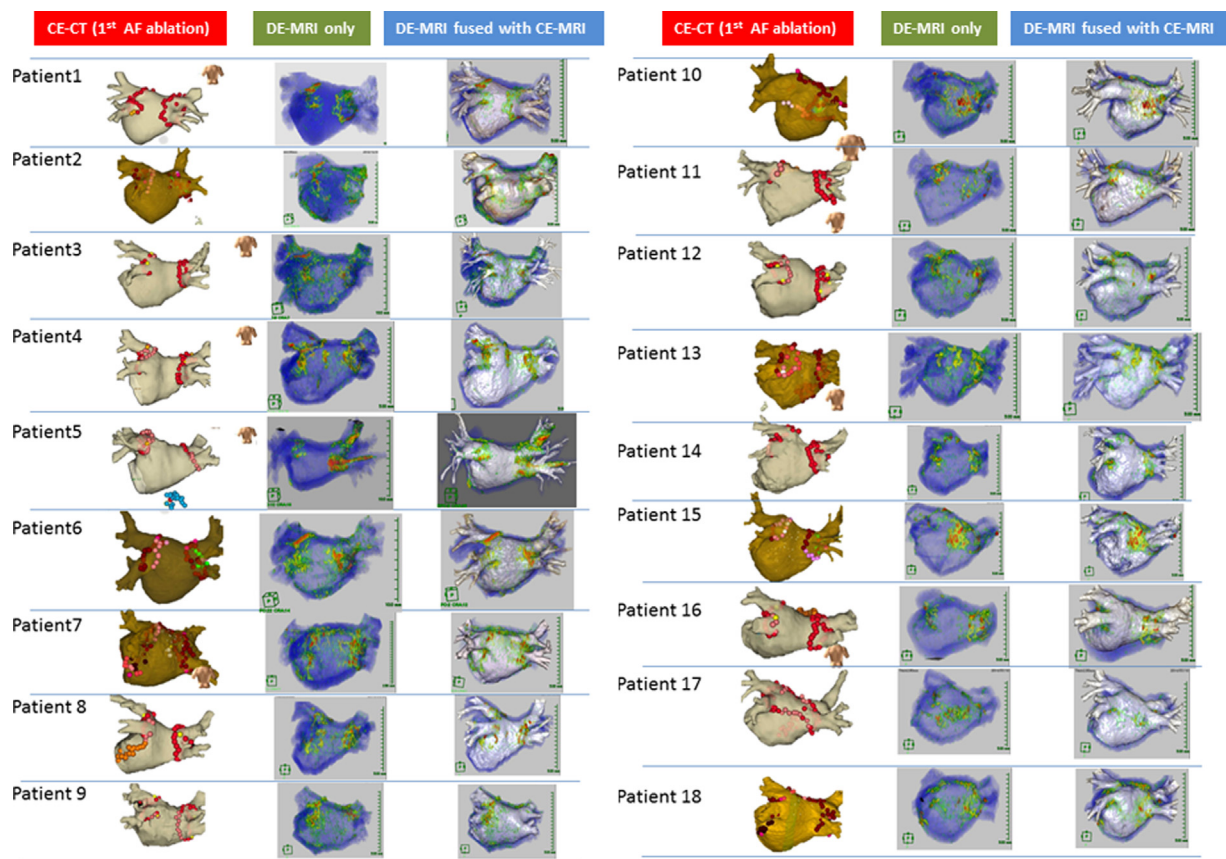 CE-CT (1st AF ablation) DE-MRI only DE-MRI fused with CE-MRI
Patient1
Patient2
Patient3
Patient4
Patient5
Patient6
Patient7
Patient 8
Patient 9
CE-CT (1st AF ablation) DE-MRI only DE-MRI fused with CE-MRI
Patient 10
Patient 11
Patient 12
Patient 13
Patient 14
Patient 15
Patient 16
Patient 17
Patient 18